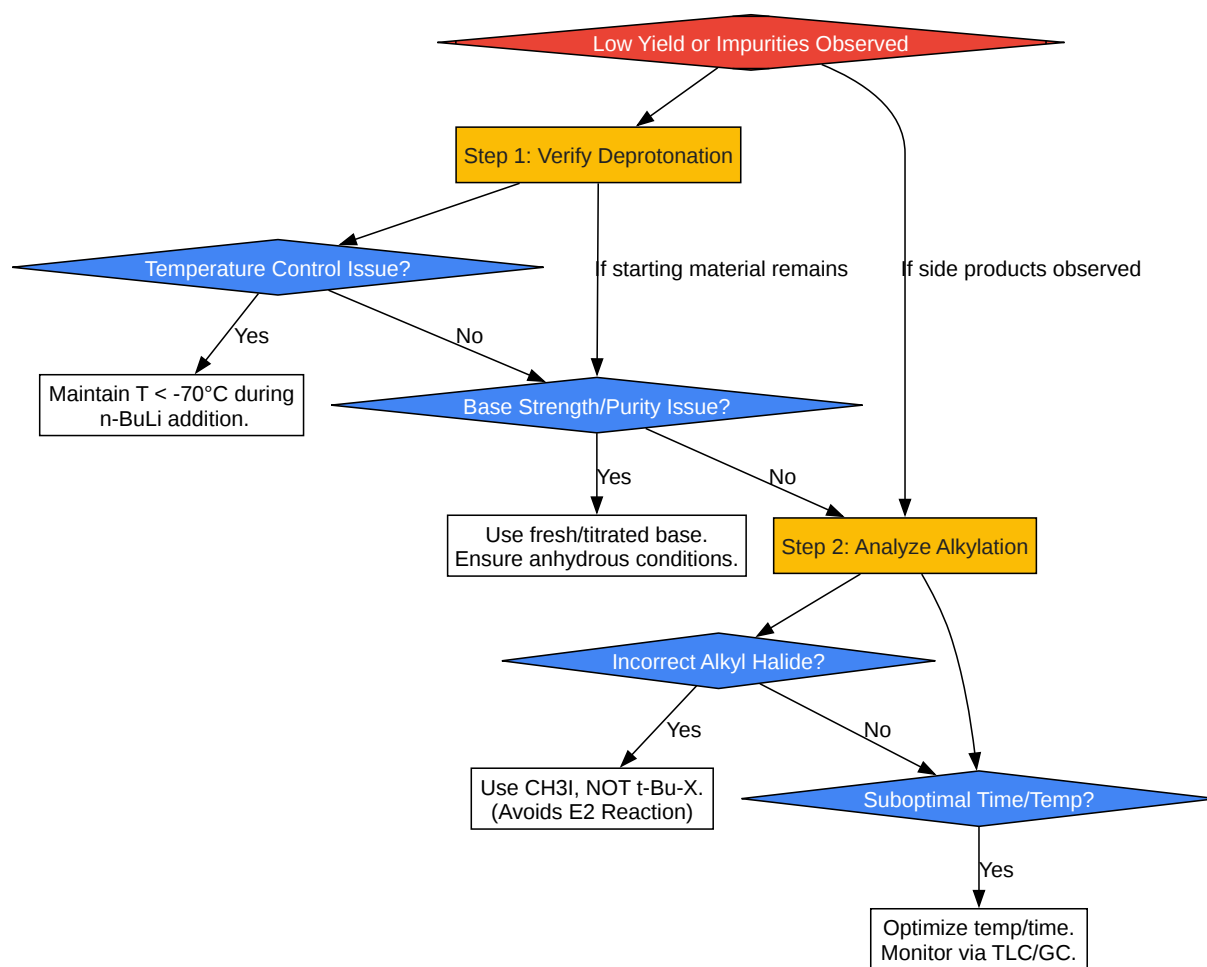 Low Yield or Impurities Observed
Step 1: Verify Deprotonation
Temperature Control Issue?
If starting material remains
If side products observed
Yes
No
Maintain T < -70°C during
n-BuLi addition.
Base Strength/Purity Issue?
Yes
No
Use fresh/titrated base.
Ensure anhydrous conditions.
Step 2: Analyze Alkylation
Incorrect Alkyl Halide?
Yes
No
Use CH3I, NOT t-Bu-X.
(Avoids E2 Reaction)
Suboptimal Time/Temp?
Yes
Optimize temp/time.
Monitor via TLC/GC.